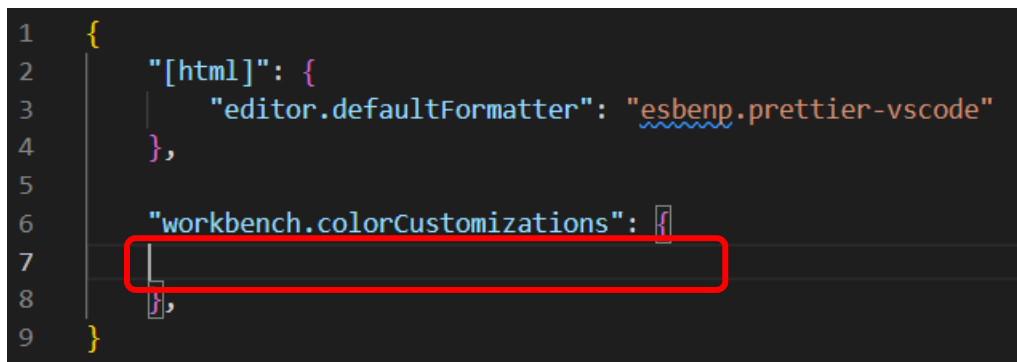 1 {
2 "[html]": {
3 "editor.defaultFormatter": "esbenp.prettier-vscode"
4 },
5
6 "workbench.colorCustomizations": {
7
8 },
9 }